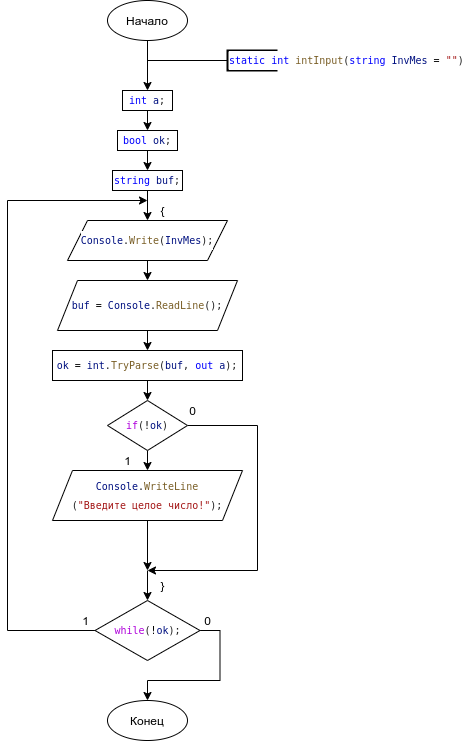 Начало
static int intInput(string InvMes = "")
int a;
bool ok;
string buf;
{
Console.Write(InvMes);
buf = Console.ReadLine();
ok = int.TryParse(buf, out a);
0
if(!ok)
1
Console.WriteLine
("Введите целое число!");
}
1
0
while(!ok);
Конец